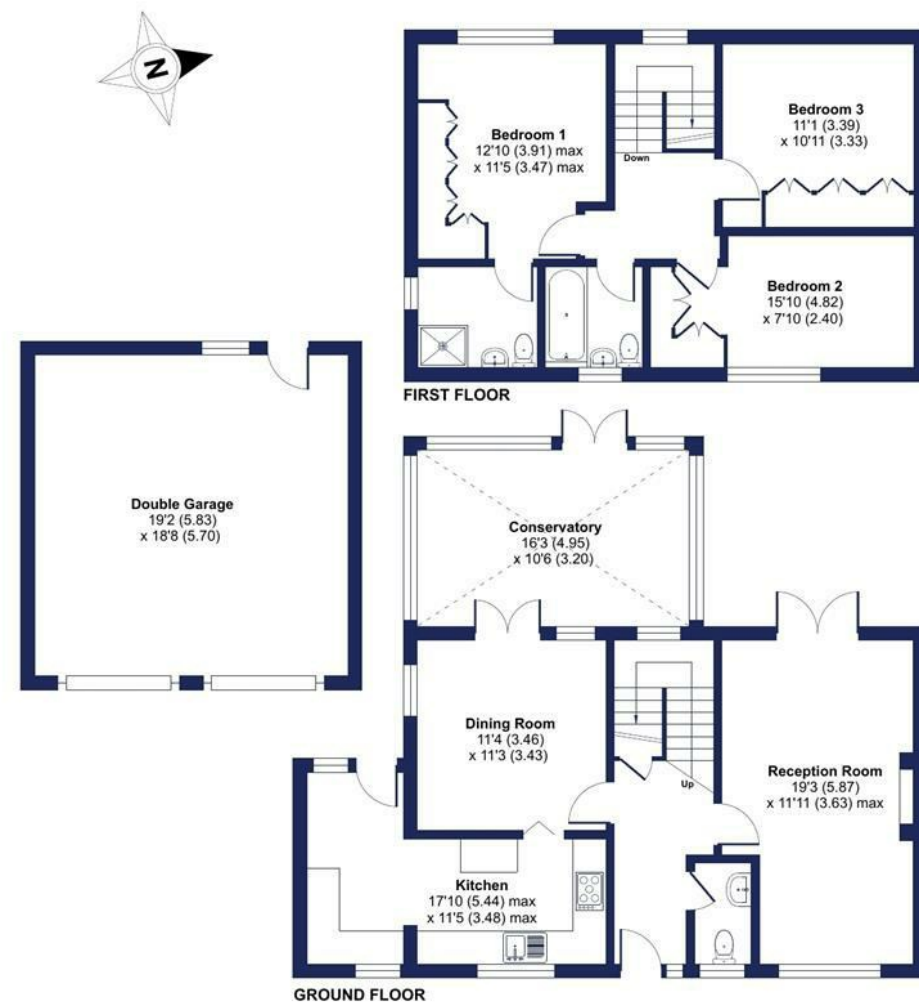 N
Bedroom 1
12'10 (3.91) max
x 11'5 (3.47) max
Down
Bedroom 3
11'1 (3.39)
x 10'11 (3.33)
Bedroom 2
15'10 (4.82)
x 7'10 (2.40)
FIRST FLOOR
Double Garage
19'2 (5.83)
x 18'8 (5.70)
Conservatory
16'3 (4.95)
x 10'6 (3.20)
Dining Room
11'4 (3.46)
x 11'3 (3.43)
Up
Reception Room
19'3 (5.87)
x 11'11 (3.63) max
Kitchen
17'10 (5.44) max
x 11'5 (3.48) max
GROUND FLOOR